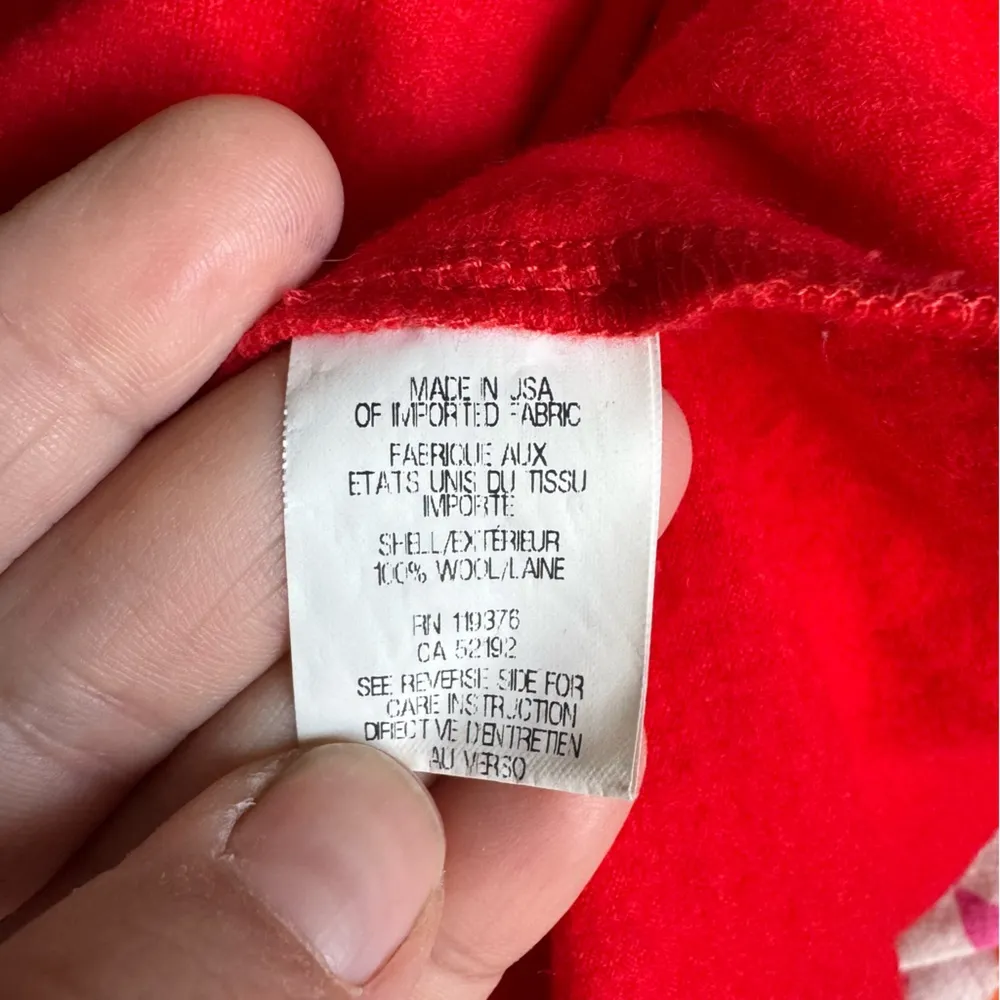 MADE IN USA
OF IMPORTED FABRIC
FABRIQUE AUX
ETATS UNIS DU TISSU
IMPORTE
SHELL/EXTÉRIEUR
100% WOOL/LAINE
RN 119376
CA 52192
SEE REVERSE SIDE FOR
CARE INSTRUCTION
DIRECTIVE D'ENTRETIEN
AU VERSO